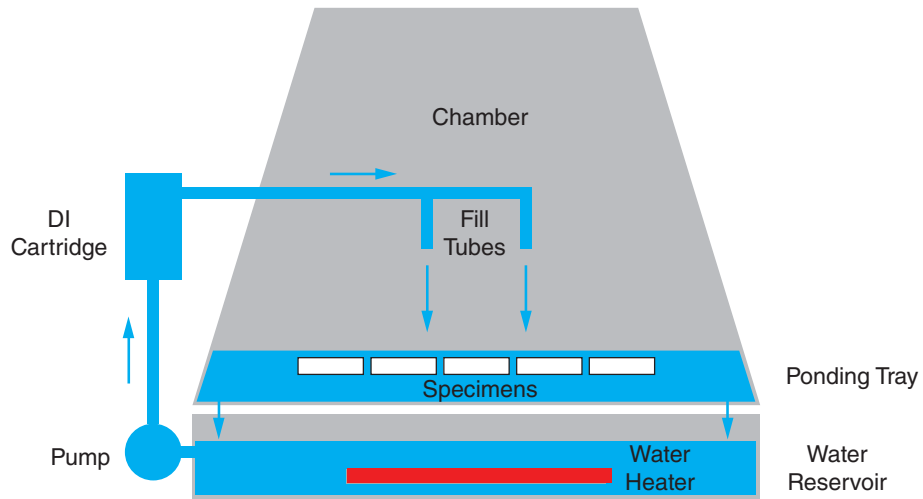 Chamber
DI
Cartridge
Fill
Tubes
Specimens
Ponding Tray
Pump
Water
Heater
Water
Reservoir